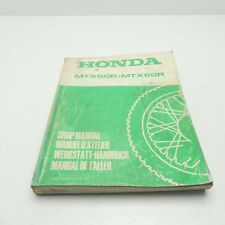 HONDA
MTX50R·MTX80R
SHOP MANUAL
MANUEL D'ATELIER
WERKSTATT-HANDBUCH
MANUAL DE TALLER